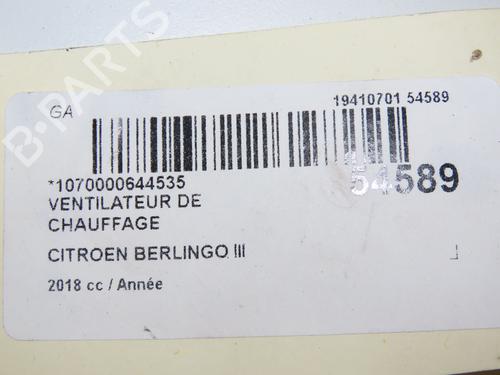 B-PARTS
GA
19410701 54589
*1070000644535
54589
VENTILATEUR DE
CHAUFFAGE
CITROEN BERLINGO III
2018 cc / Année